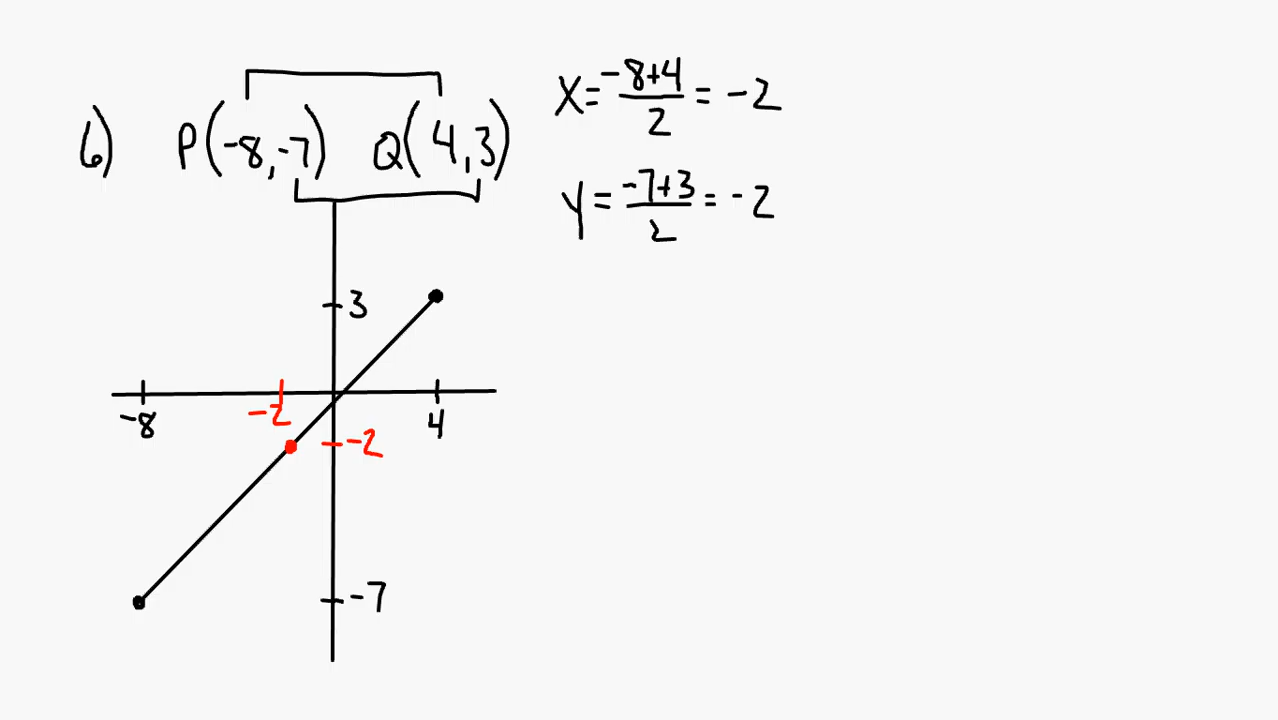 6) P(-8,-7) Q(4,3)
X = -8+4/2 = -2
y = -7+3/2 = -2
3
-8 -2 4
-2
-7